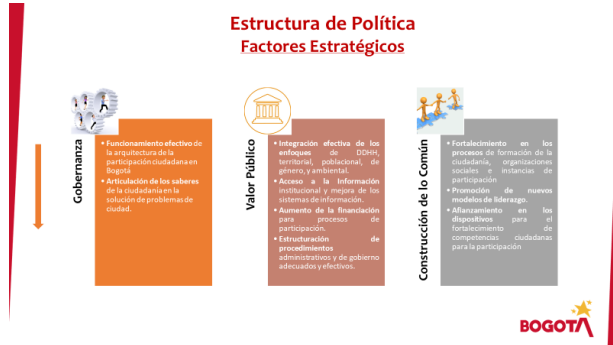 Estructura de Política
Factores Estratégicos
Gobernanza
• Funcionamiento efectivo de
la arquitectura de la
participación ciudadana en
Bogotá
• Articulación de los saberes
de la ciudadanía en la
solución de problemas de
ciudad.
Valor Público
• Integración efectiva de los
enfoques de DDHH,
territorial, poblacional, de
género, y ambiental.
• Acceso a la Información
institucional y mejora de los
sistemas de información.
• Aumento de la financiación
para procesos de
participación.
• Estructuración de
procedimientos
administrativos y de gobierno
adecuados y efectivos.
Construcción de lo Común
• Fortalecimiento en los
procesos de formación de la
ciudadanía, organizaciones
sociales e instancias de
participación
• Promoción de nuevos
modelos de liderazgo.
• Afianzamiento en los
dispositivos para el
fortalecimiento de
competencias ciudadanas
para la participación
BOGOTÁ